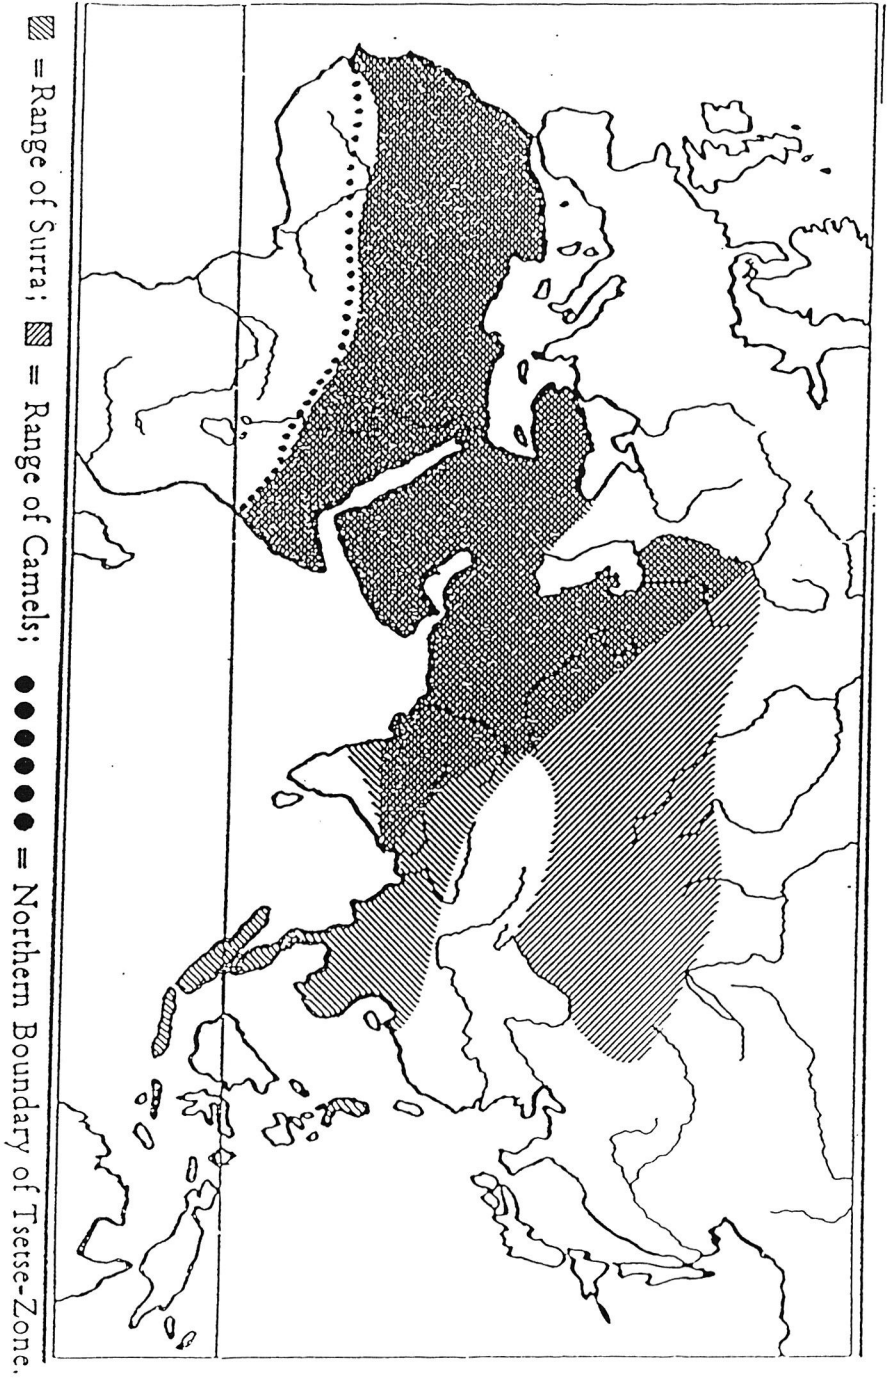 = Range of Surra; = Range of Camels; ●●●●●● = Northern Boundary of Tsetse-Zone.